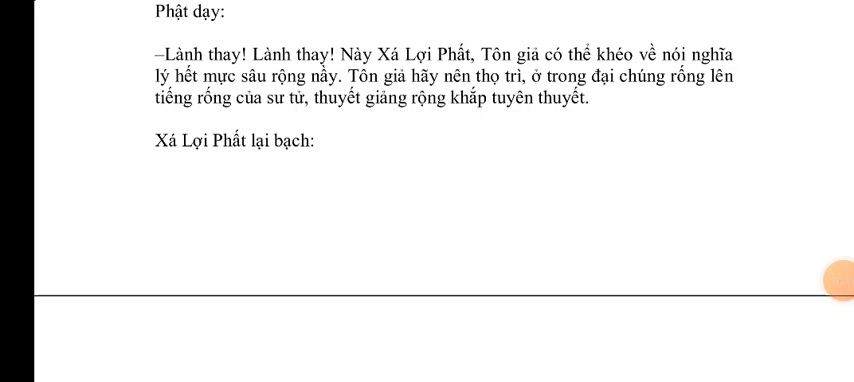 Phật dạy:
–Lành thay! Lành thay! Này Xá Lợi Phất, Tôn giả có thể khéo về nói nghĩa
lý hết mực sâu rộng nầy. Tôn giả hãy nên thọ trì, ở trong đại chúng rống lên
tiếng rống của sư tử, thuyết giảng rộng khắp tuyên thuyết.
Xá Lợi Phất lại bạch: